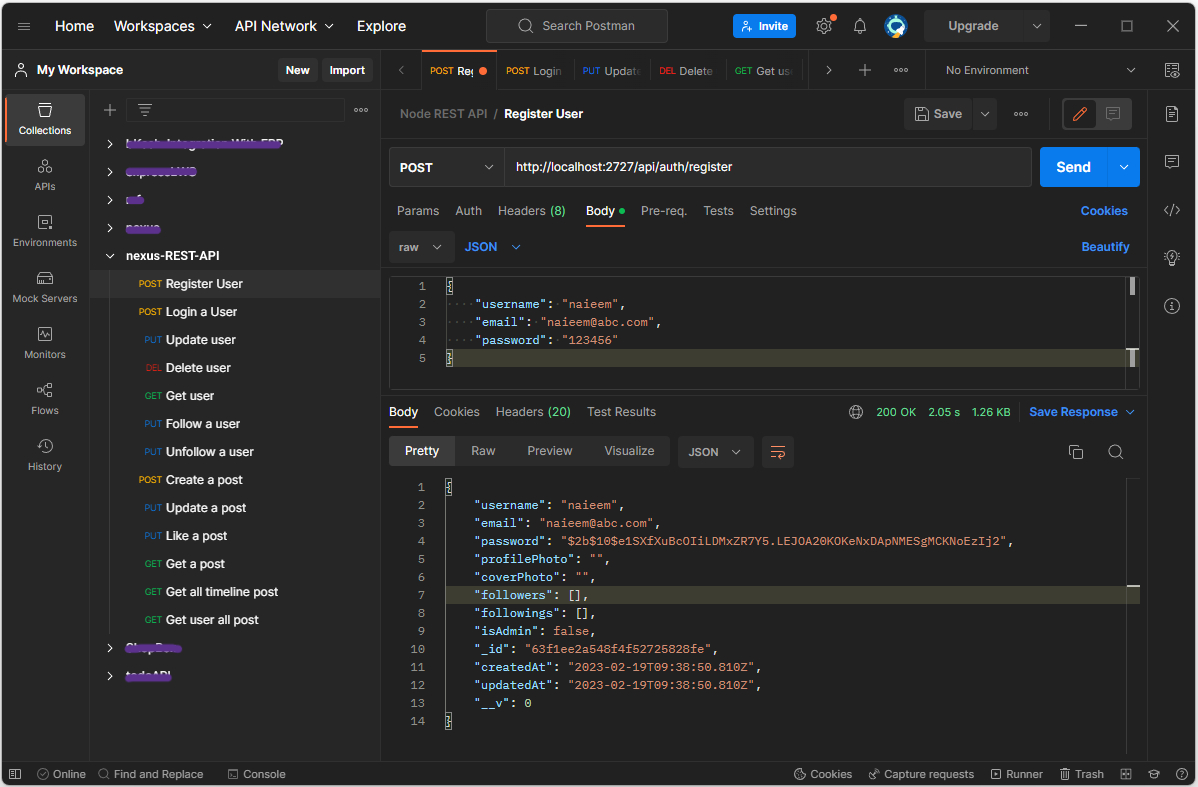 Home Workspaces API Network Explore Search Postman Invite Upgrade
My Workspace New Import POST Reg POST Login PUT Updat DEL Delete GET Get us No Environment
Collections
APIs
Environments
Mock Servers
Monitors
Flows
History
nexus-REST-API
POST Register User
POST Login a User
PUT Update user
DEL Delete user
GET Get user
PUT Follow a user
PUT Unfollow a user
POST Create a post
PUT Update a post
PUT Like a post
GET Get a post
GET Get all timeline post
GET Get user all post
Node REST API / Register User Save
POST http://localhost:2727/api/auth/register Send
Params Auth Headers (8) Body Pre-req. Tests Settings Cookies
raw JSON Beautify
1 {
2 "username": "naieem",
3 "email": "naieem@abc.com",
4 "password": "123456"
5 }
Body Cookies Headers (20) Test Results 200 OK 2.05 s 1.26 KB Save Response
Pretty Raw Preview Visualize JSON
1 {
2 "username": "naieem",
3 "email": "naieem@abc.com",
4 "password": "$2b$10$e1SXfXuBcOIiLDMxZR7Y5.LEJOA20KOKeNxDApNMESgMCKNoEzIj2",
5 "profilePhoto": "",
6 "coverPhoto": "",
7 "followers": [],
8 "followings": [],
9 "isAdmin": false,
10 "_id": "63f1ee2a548f4f52725828fe",
11 "createdAt": "2023-02-19T09:38:50.810Z",
12 "updatedAt": "2023-02-19T09:38:50.810Z",
13 "__v": 0
14 }
Online Find and Replace Console Cookies Capture requests Runner Trash